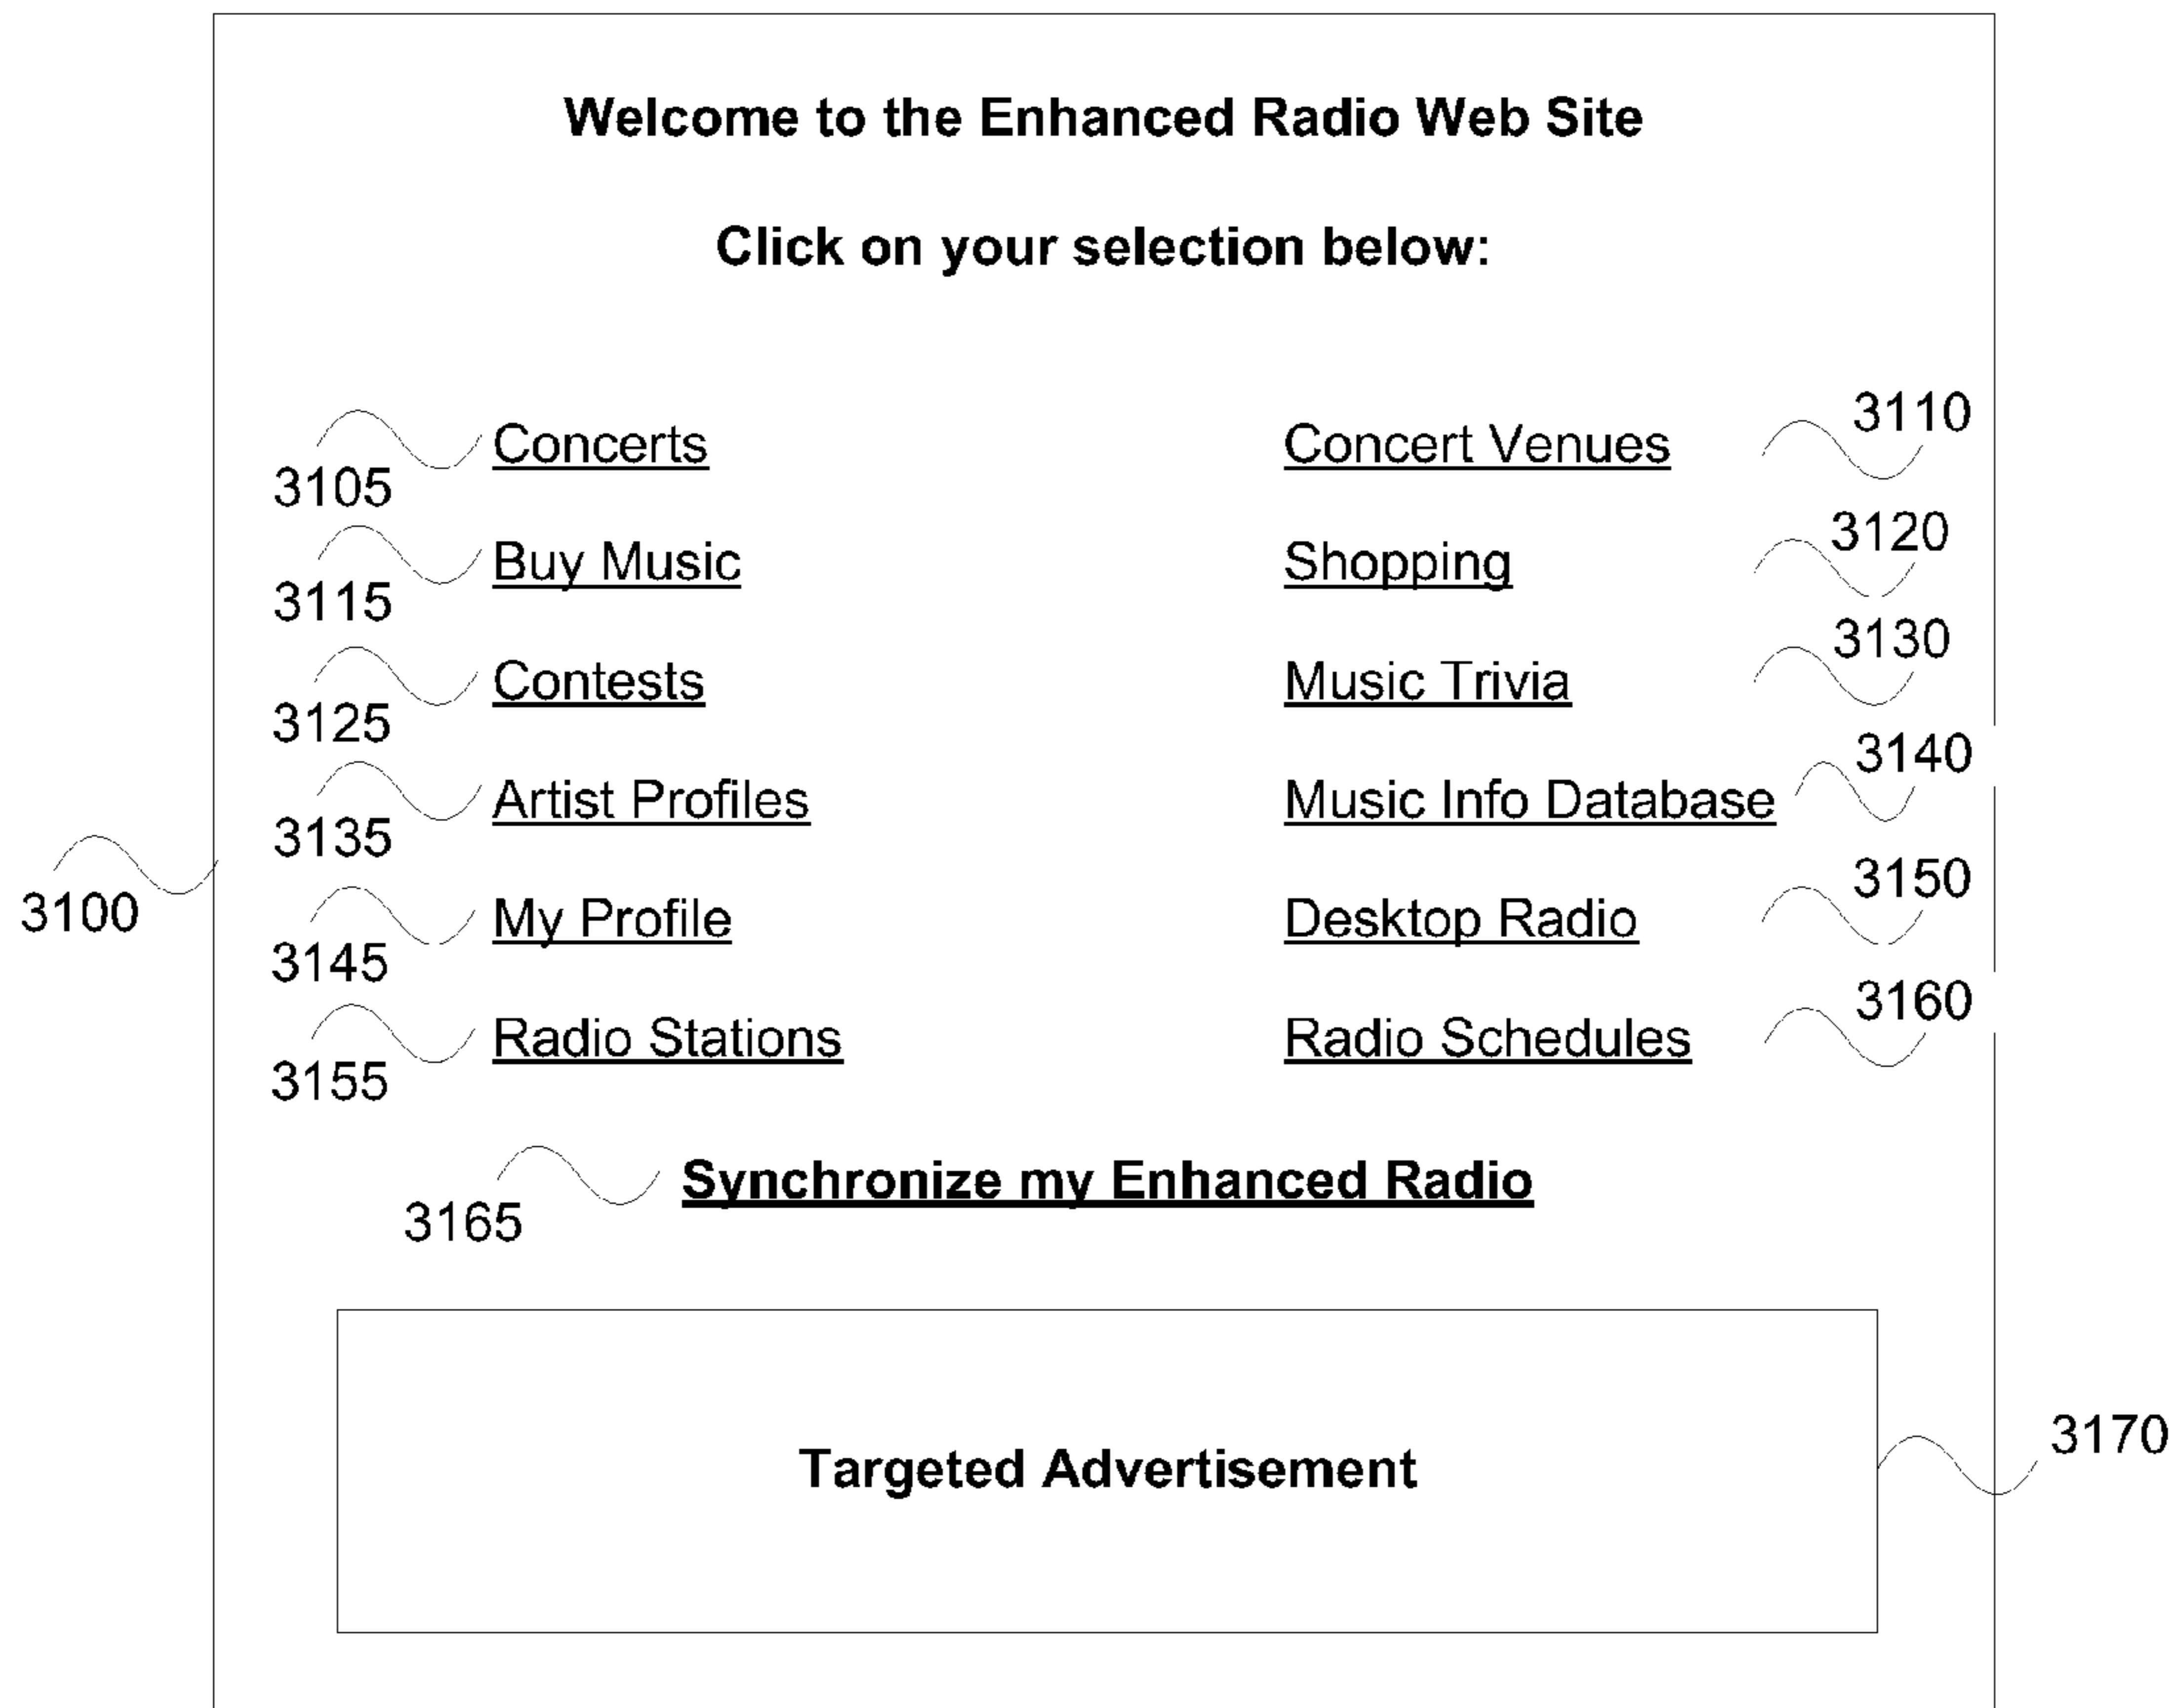 Welcome to the Enhanced Radio Web Site
Click on your selection below:
Concerts Concert Venues 3110
3105
Buy Music Shopping 3120
3115
Contests Music Trivia 3130
3125
Artist Profiles Music Info Database 3140
3135
3100
My Profile Desktop Radio 3150
3145
Radio Stations Radio Schedules 3160
3155
Synchronize my Enhanced Radio
3165
Targeted Advertisement 3170